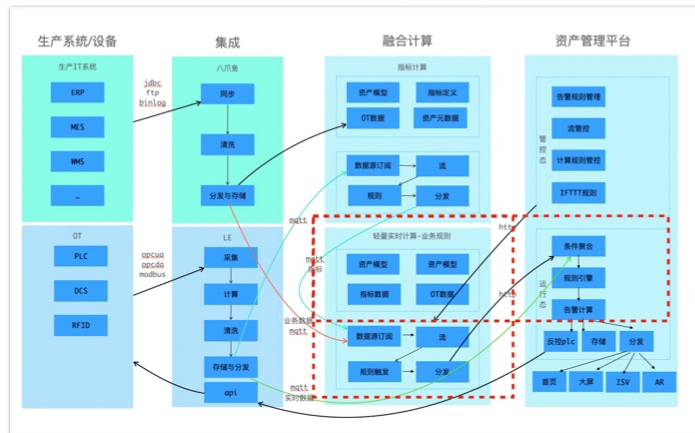 生产系统/设备
集成
融合计算
资产管理平台
生产IT系统
ERP
MES
WMS
…
jdbc
ftp
binlog
八爪鱼
同步
清洗
分发与存储
指标计算
资产模型
指标定义
OT数据
资产元数据
数据源订阅
流
规则
分发
管控态
告警规则管理
流管控
计算规则管控
IFTTT规则
OT
PLC
DCS
RFID
opcua
opcda
modbus
LE
采集
计算
清洗
存储与分发
api
mqtt
mqtt
指标
业务数据
mqtt
mqtt
实时数据
轻量实时计算-业务规则
资产模型
资产模型
指标数据
OT数据
数据源订阅
流
规则触发
分发
http
http
运行态
条件聚合
规则引擎
告警计算
反控plc
存储
分发
首页
大屏
ISV
AR